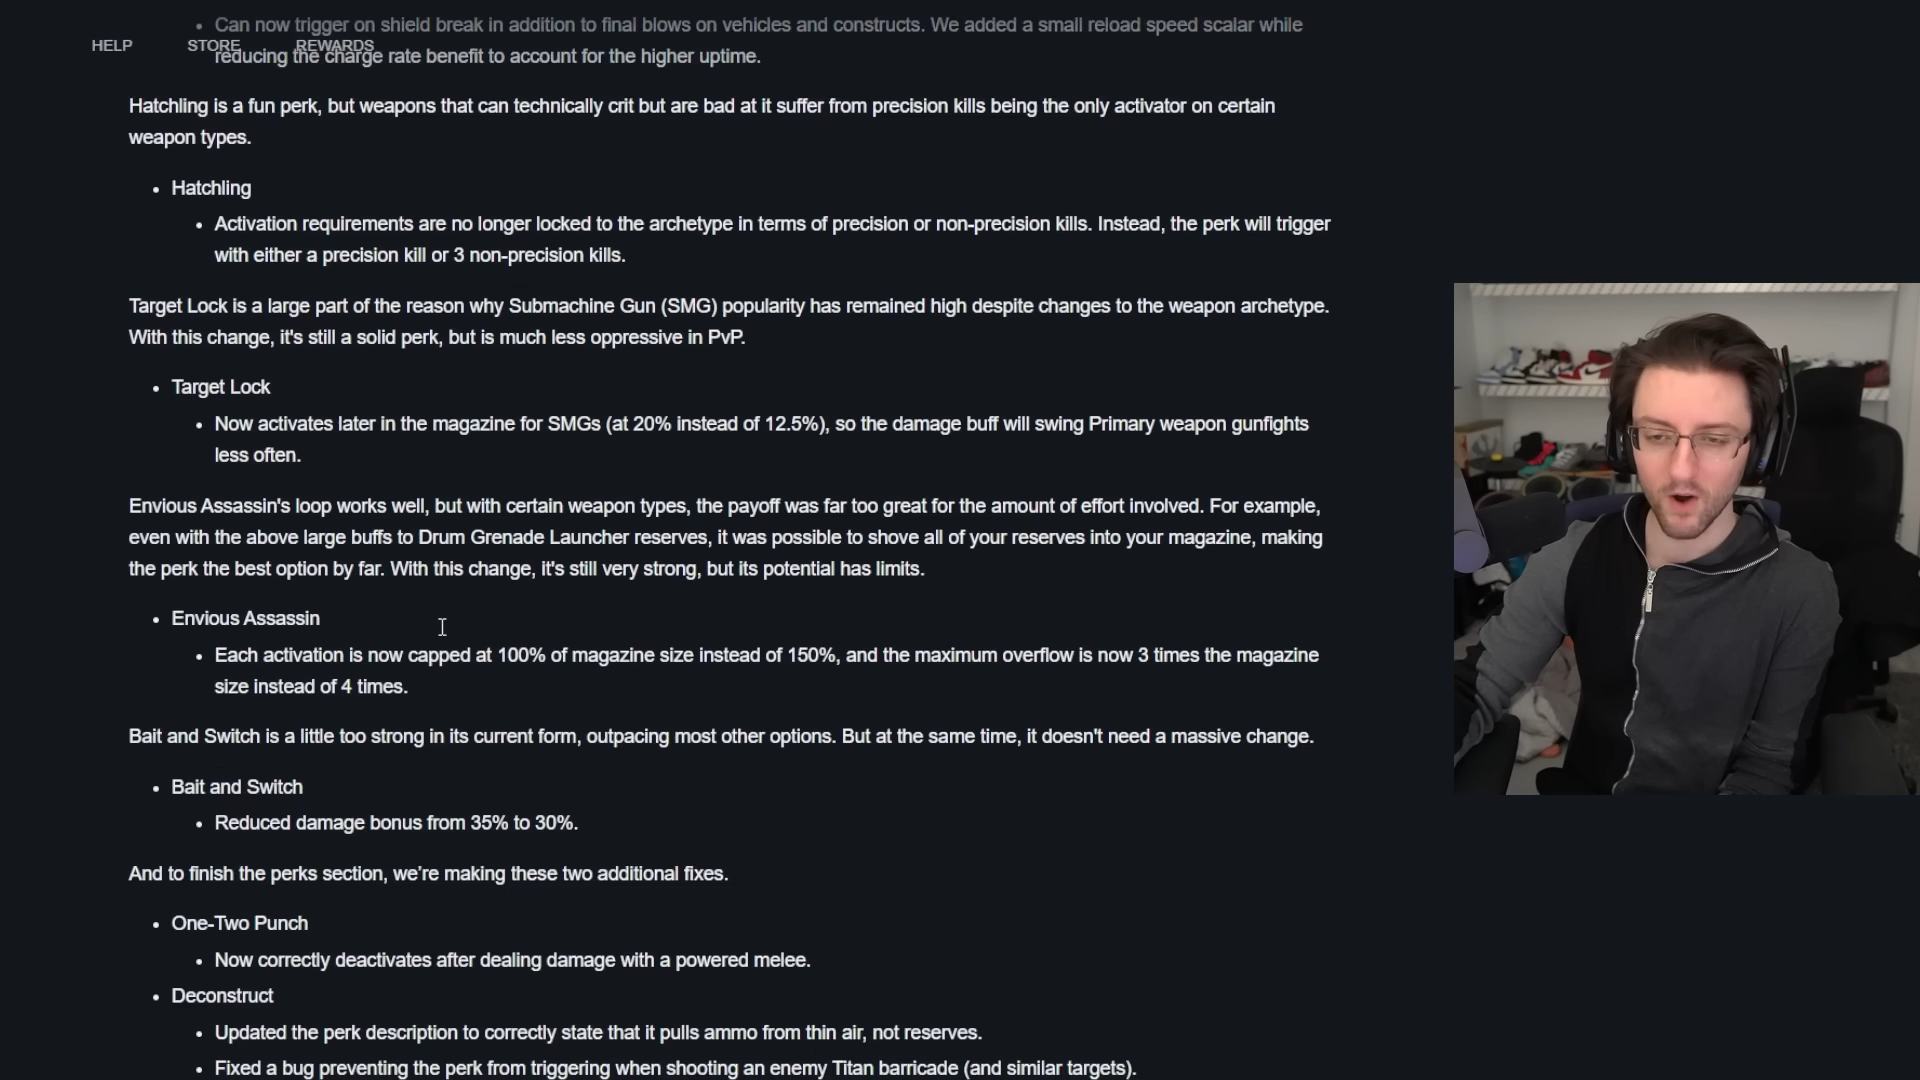 Can now trigger on shield break in addition to final blows on vehicles and constructs. We added a small reload speed scalar while
HELP STORE REWARDS
reducing the charge rate benefit to account for the higher uptime.
Hatchling is a fun perk, but weapons that can technically crit but are bad at it suffer from precision kills being the only activator on certain
weapon types.
• Hatchling
• Activation requirements are no longer locked to the archetype in terms of precision or non-precision kills. Instead, the perk will trigger
with either a precision kill or 3 non-precision kills.
Target Lock is a large part of the reason why Submachine Gun (SMG) popularity has remained high despite changes to the weapon archetype.
With this change, it's still a solid perk, but is much less oppressive in PvP.
• Target Lock
• Now activates later in the magazine for SMGs (at 20% instead of 12.5%), so the damage buff will swing Primary weapon gunfights
less often.
Envious Assassin's loop works well, but with certain weapon types, the payoff was far too great for the amount of effort involved. For example,
even with the above large buffs to Drum Grenade Launcher reserves, it was possible to shove all of your reserves into your magazine, making
the perk the best option by far. With this change, it's still very strong, but its potential has limits.
• Envious Assassin
• Each activation is now capped at 100% of magazine size instead of 150%, and the maximum overflow is now 3 times the magazine
size instead of 4 times.
Bait and Switch is a little too strong in its current form, outpacing most other options. But at the same time, it doesn't need a massive change.
• Bait and Switch
• Reduced damage bonus from 35% to 30%.
And to finish the perks section, we’re making these two additional fixes.
• One-Two Punch
• Now correctly deactivates after dealing damage with a powered melee.
• Deconstruct
• Updated the perk description to correctly state that it pulls ammo from thin air, not reserves.
• Fixed a bug preventing the perk from triggering when shooting an enemy Titan barricade (and similar targets).